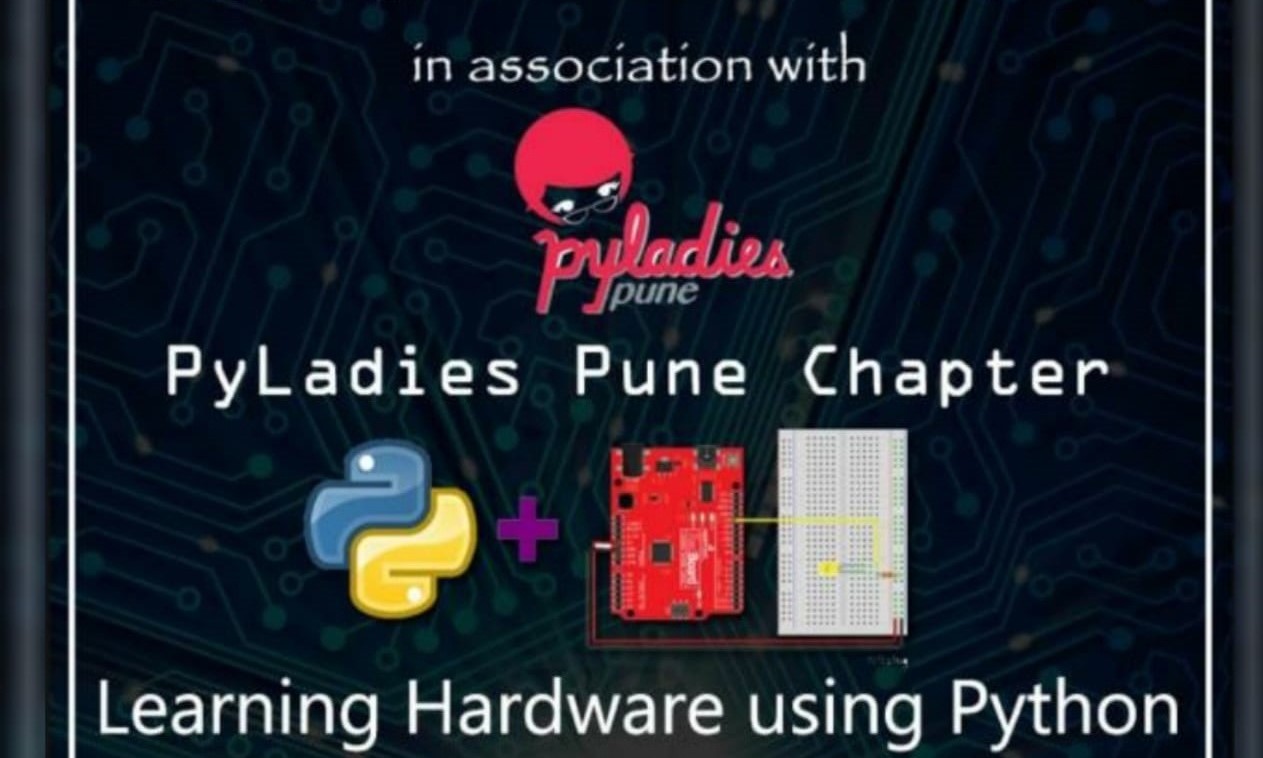 in association with
pyladies
pune
PyLadies Pune Chapter
Learning Hardware using Python